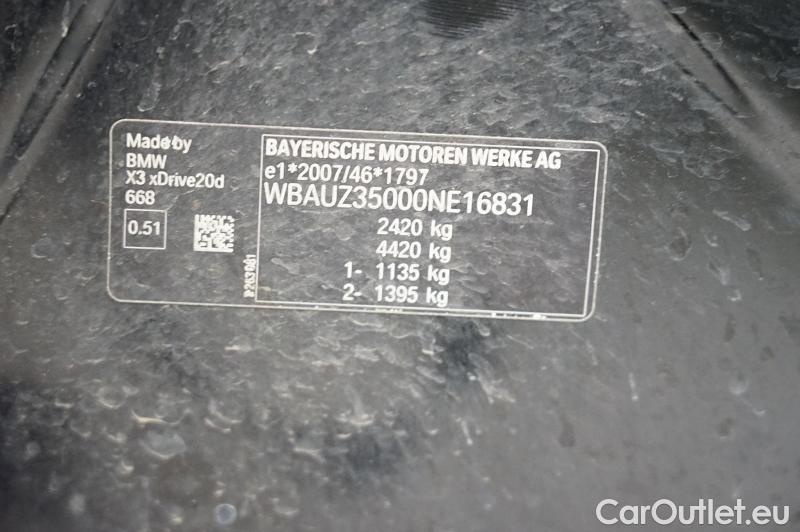 Made by
BMW
X3 xDrive20d
668
0.51
BAYERISCHE MOTOREN WERKE AG
e1*2007/46*1797
WBAUZ35000NE16831
2420 kg
4420 kg
1- 1135 kg
2- 1395 kg
CarOutlet.eu